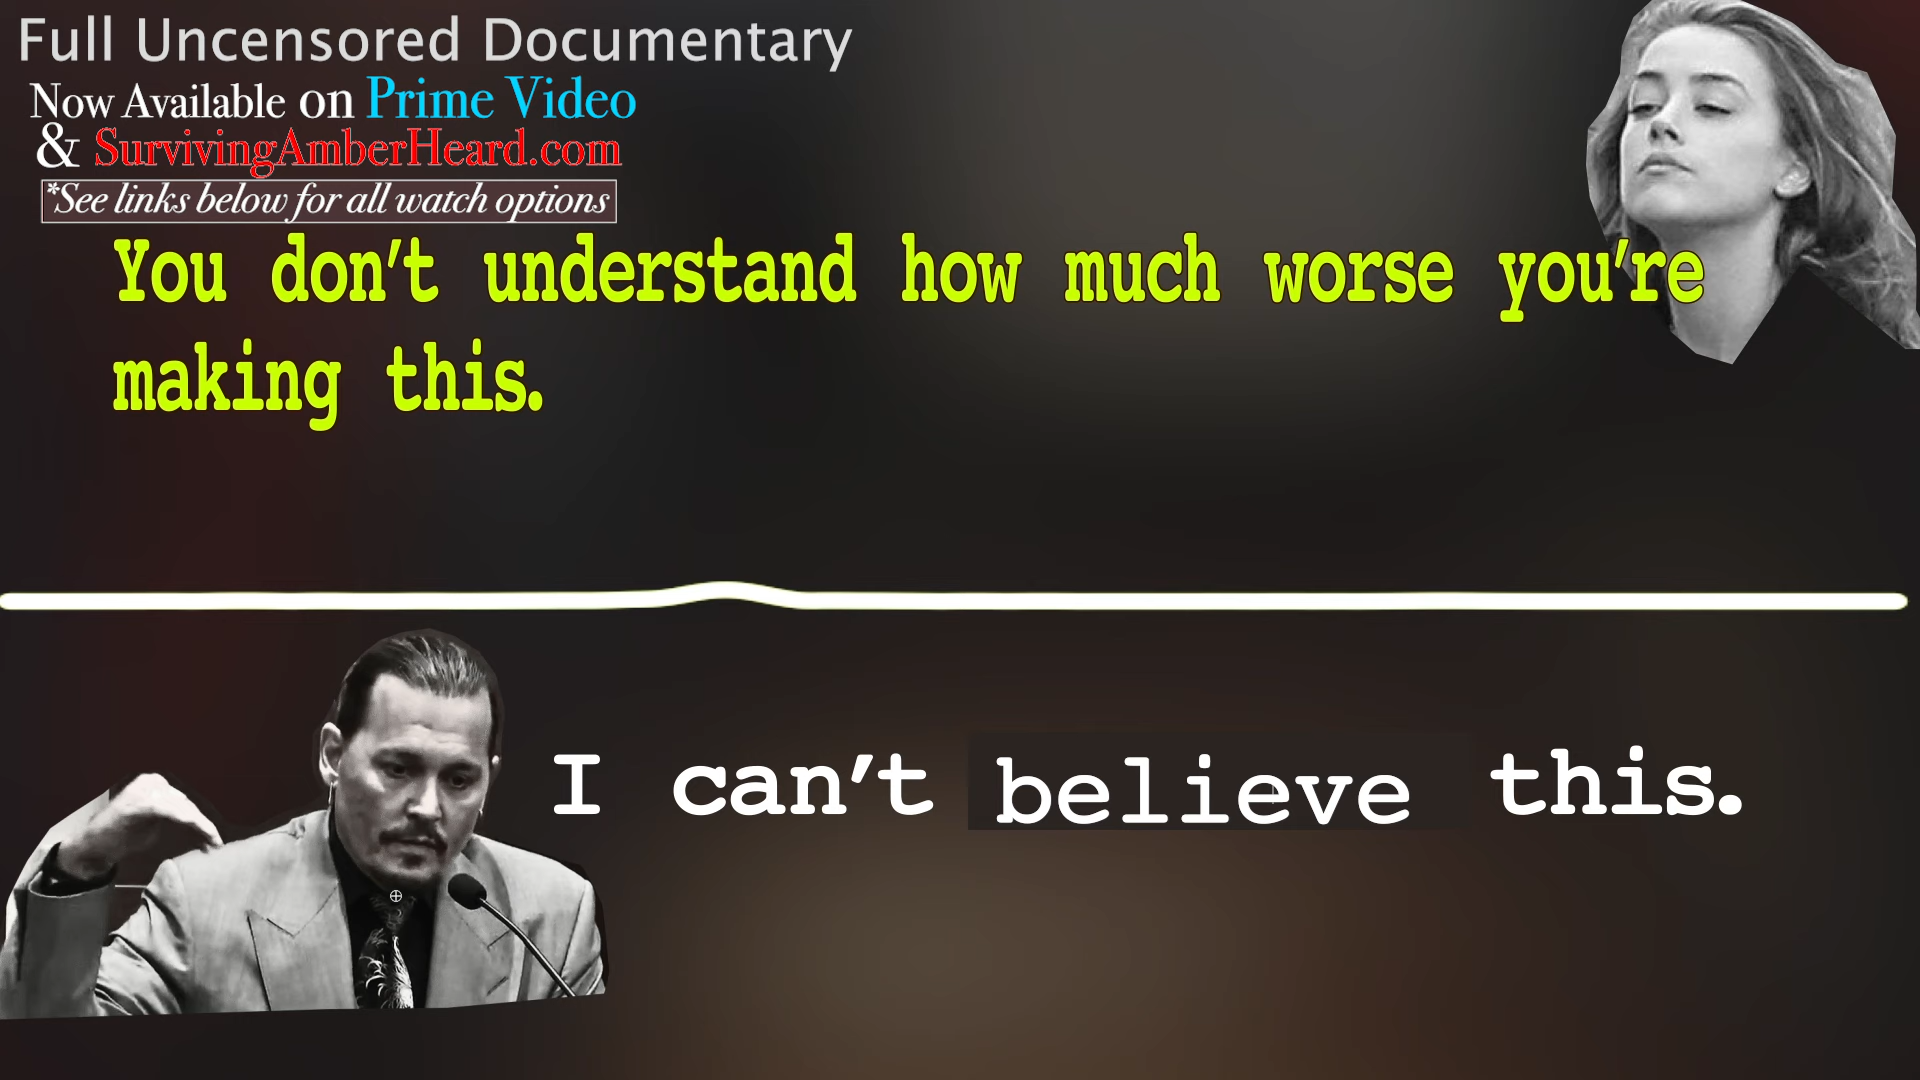 Full Uncensored Documentary
Now Available on Prime Video
& SurvivingAmberHeard.com
*See links below for all watch options
You don't understand how much worse you're
making this.
I can't believe this.